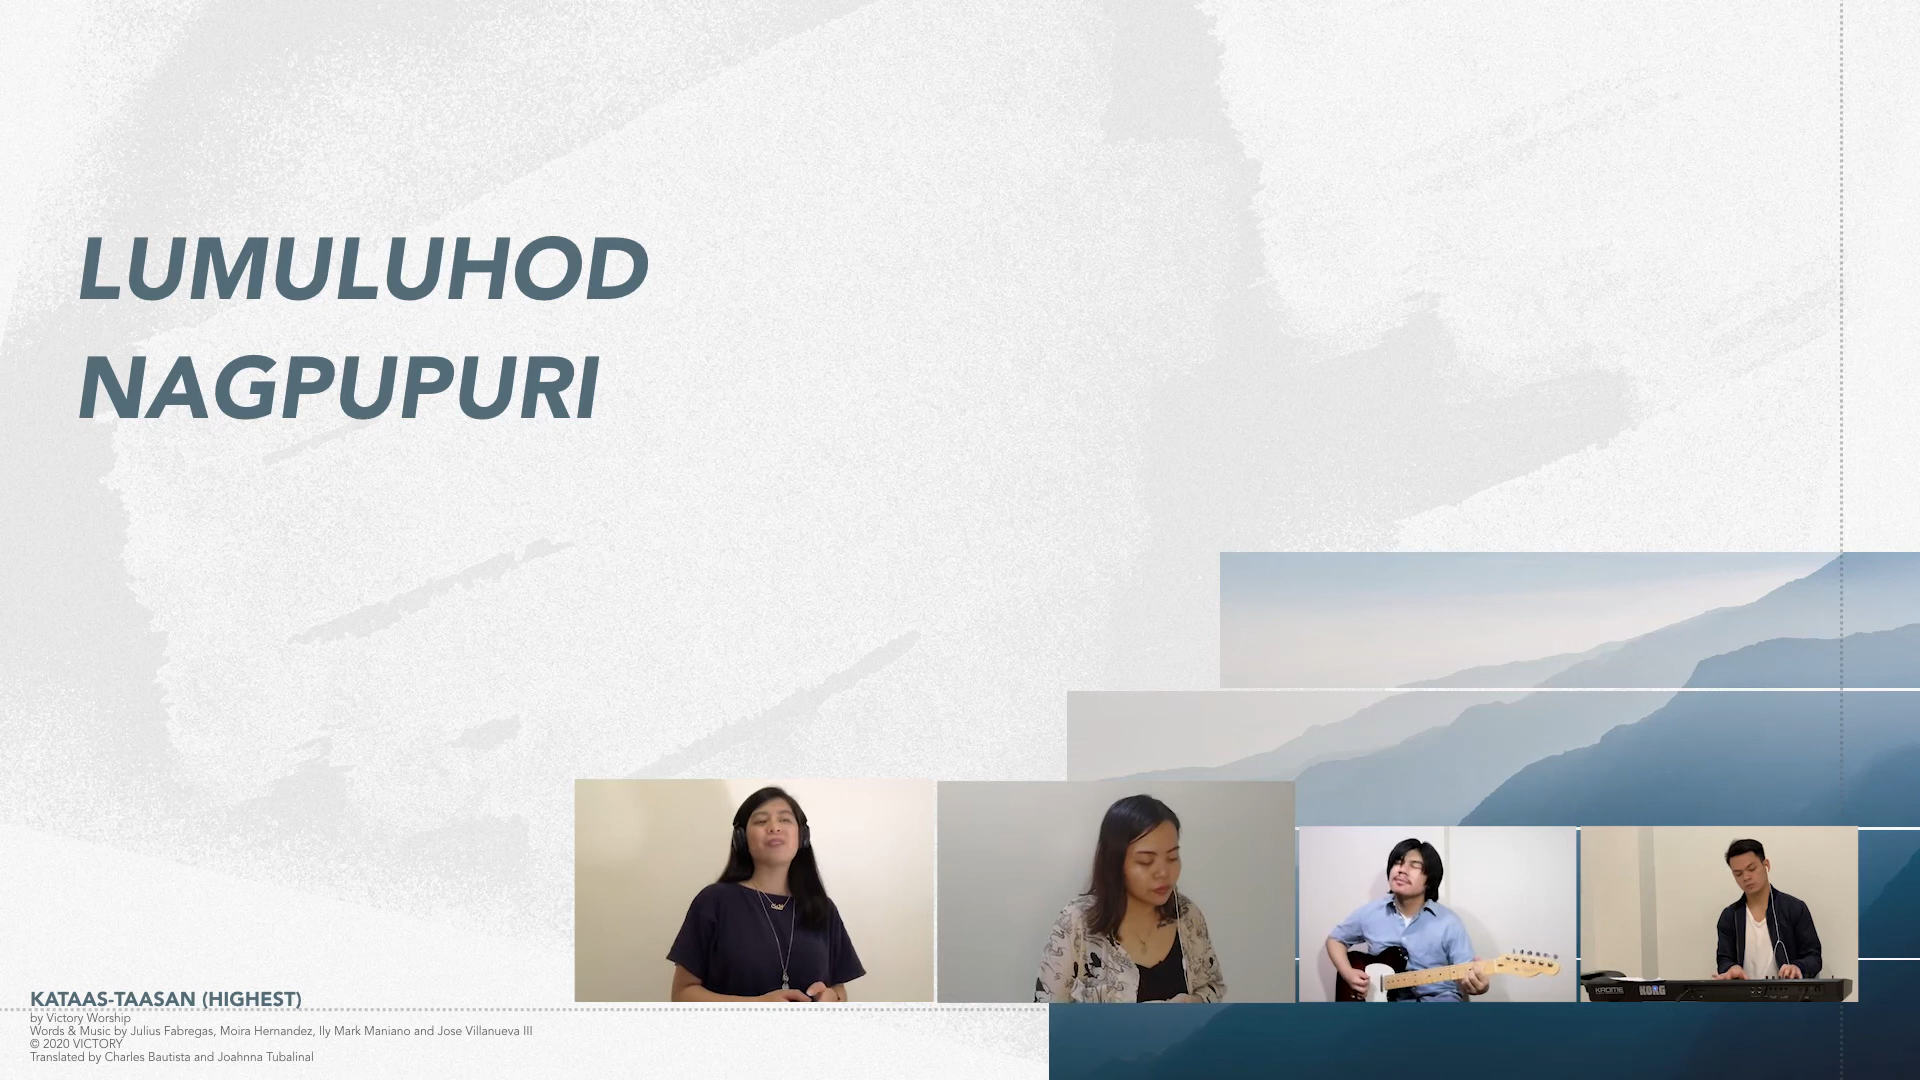 LUMULUHOD
NAGPUPURI
KROME
KORG
KATAAS-TAASAN (HIGHEST)
by Victory Worship
Words & Music by Julius Fabregas, Moira Hernandez, Ily Mark Maniano and Jose Villanueva III
© 2020 VICTORY
Translated by Charles Bautista and Joahnna Tubalinal